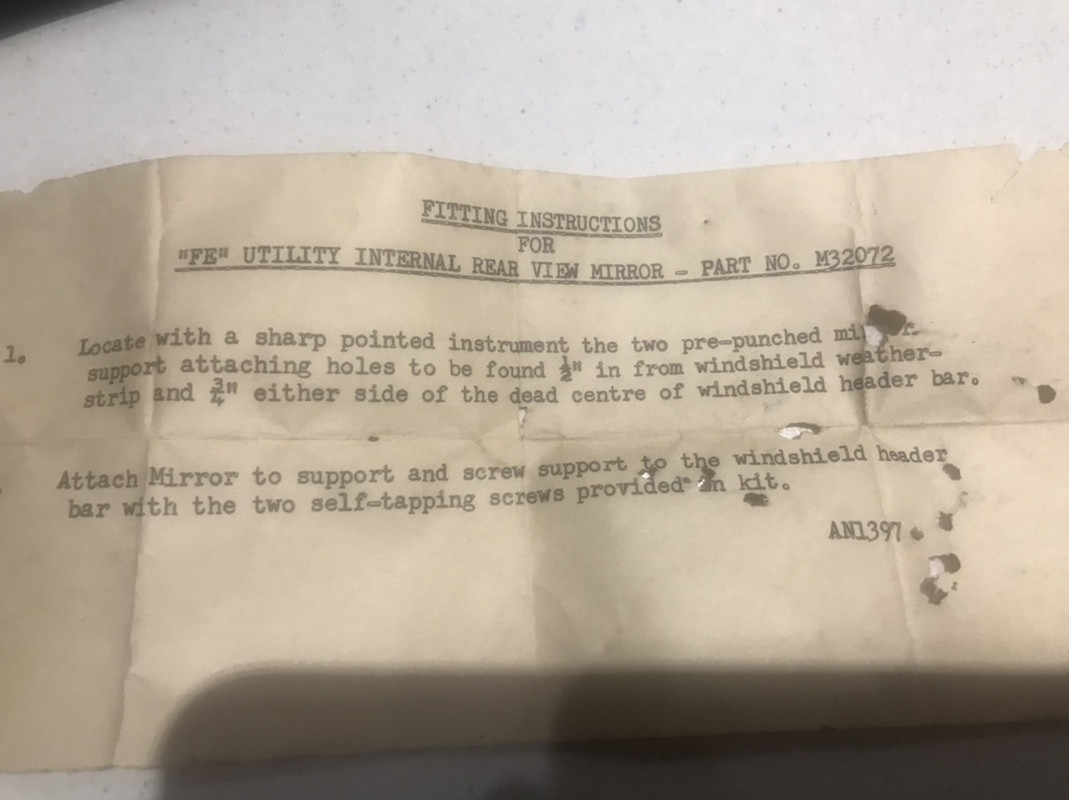 FITTING INSTRUCTIONS
FOR
"FE" UTILITY INTERNAL REAR VIEW MIRROR - PART NO. M32072
1. Locate with a sharp pointed instrument the two pre-punched
support attaching holes to be found ½" in from windshield weather-
strip and ¾" either side of the dead centre of windshield header bar.
Attach Mirror to support and screw support to the windshield header
bar with the two self-tapping screws provided in kit.
AN1397